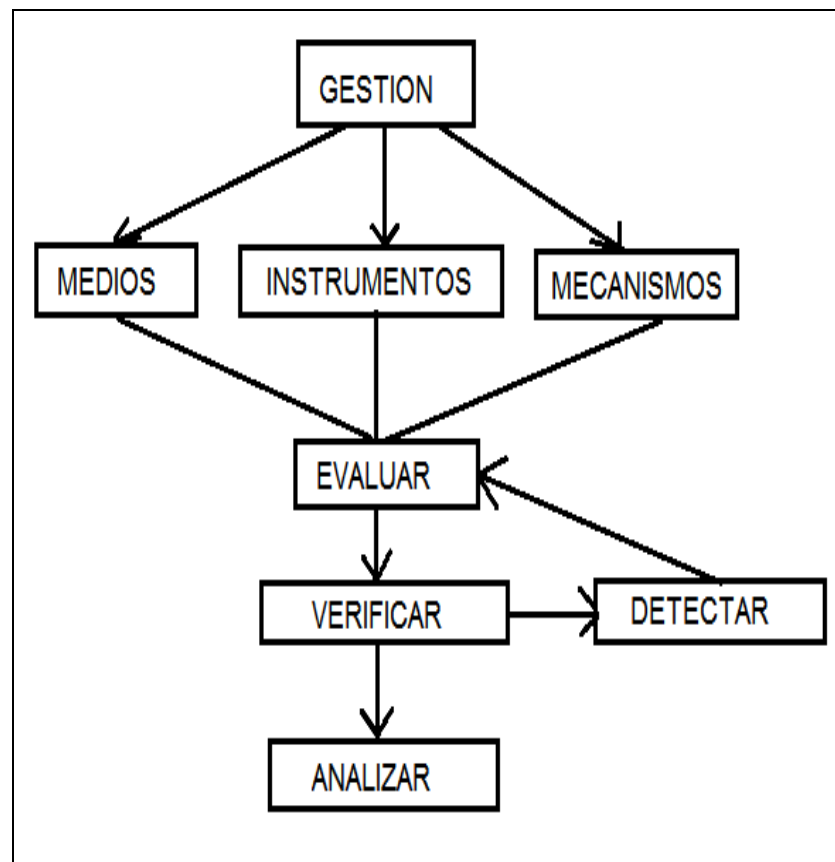 GESTION
MEDIOS
INSTRUMENTOS
MECANISMOS
EVALUAR
VERIFICAR
DETECTAR
ANALIZAR